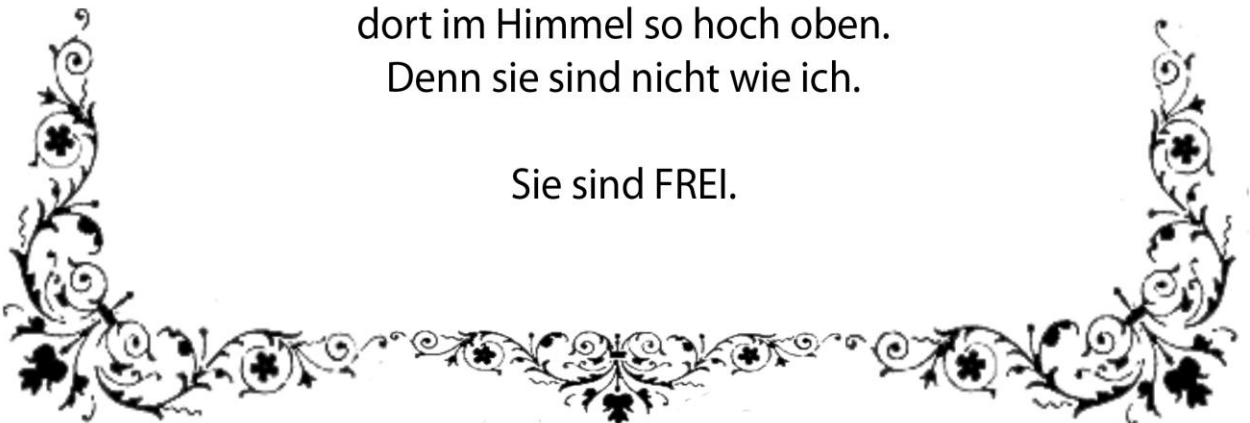 dort im Himmel so hoch oben.
Denn sie sind nicht wie ich.
Sie sind FREI.